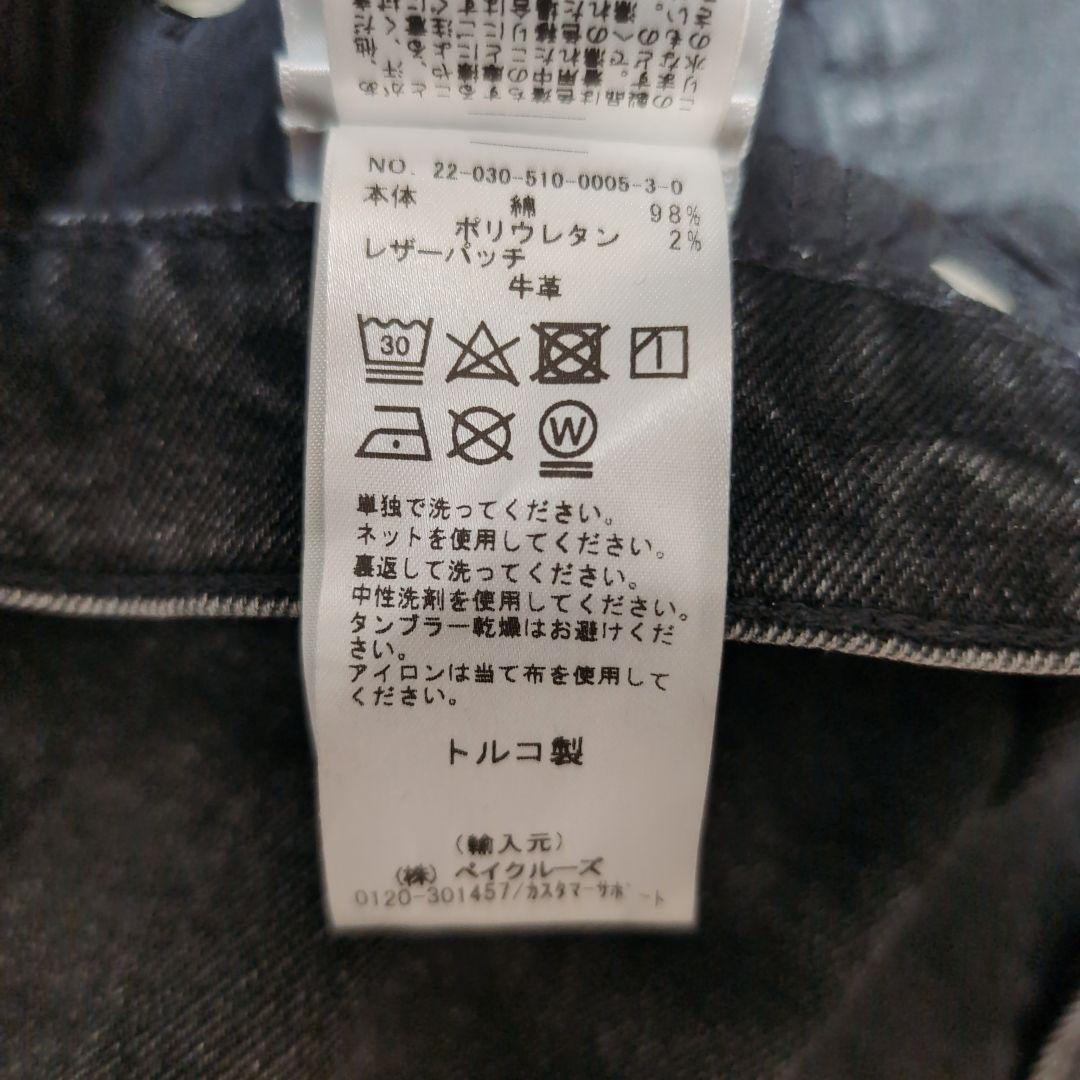 NO. 22-030-510-0005-3-0
本体 綿 98%
ポリウレタン 2%
レザーパッチ
牛革
30
W
単独で洗ってください。
ネットを使用してください。
裏返して洗ってください。
中性洗剤を使用してください。
タンブラー乾燥はお避けくだ
さい。
アイロンは当て布を使用して
ください。
トルコ製
(輸入元)
(株) ベイクルーズ
0120-301457/カスタマーサポート